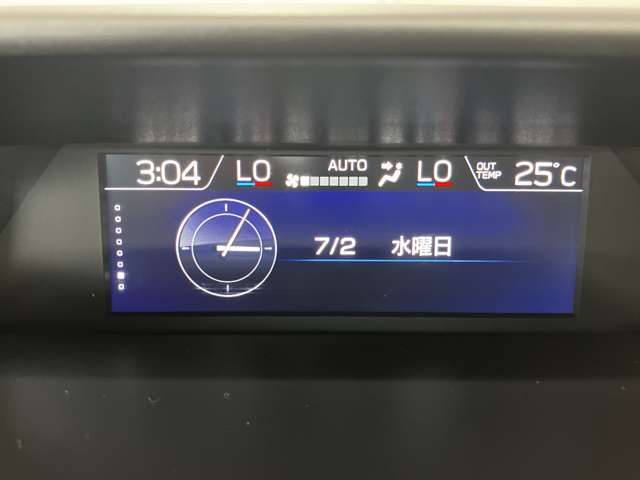 3:04 LO AUTO LO OUT TEMP 25°C
7/2 水曜日